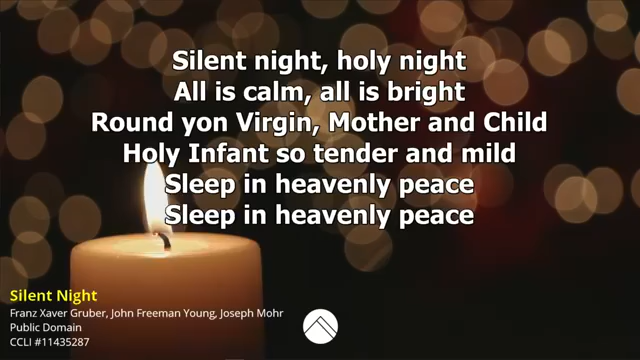 Silent night, holy night
All is calm, all is bright
Round yon Virgin, Mother and Child
Holy Infant so tender and mild
Sleep in heavenly peace
Sleep in heavenly peace
Silent Night
Franz Xaver Gruber, John Freeman Young, Joseph Mohr
Public Domain
CCLI #11435287